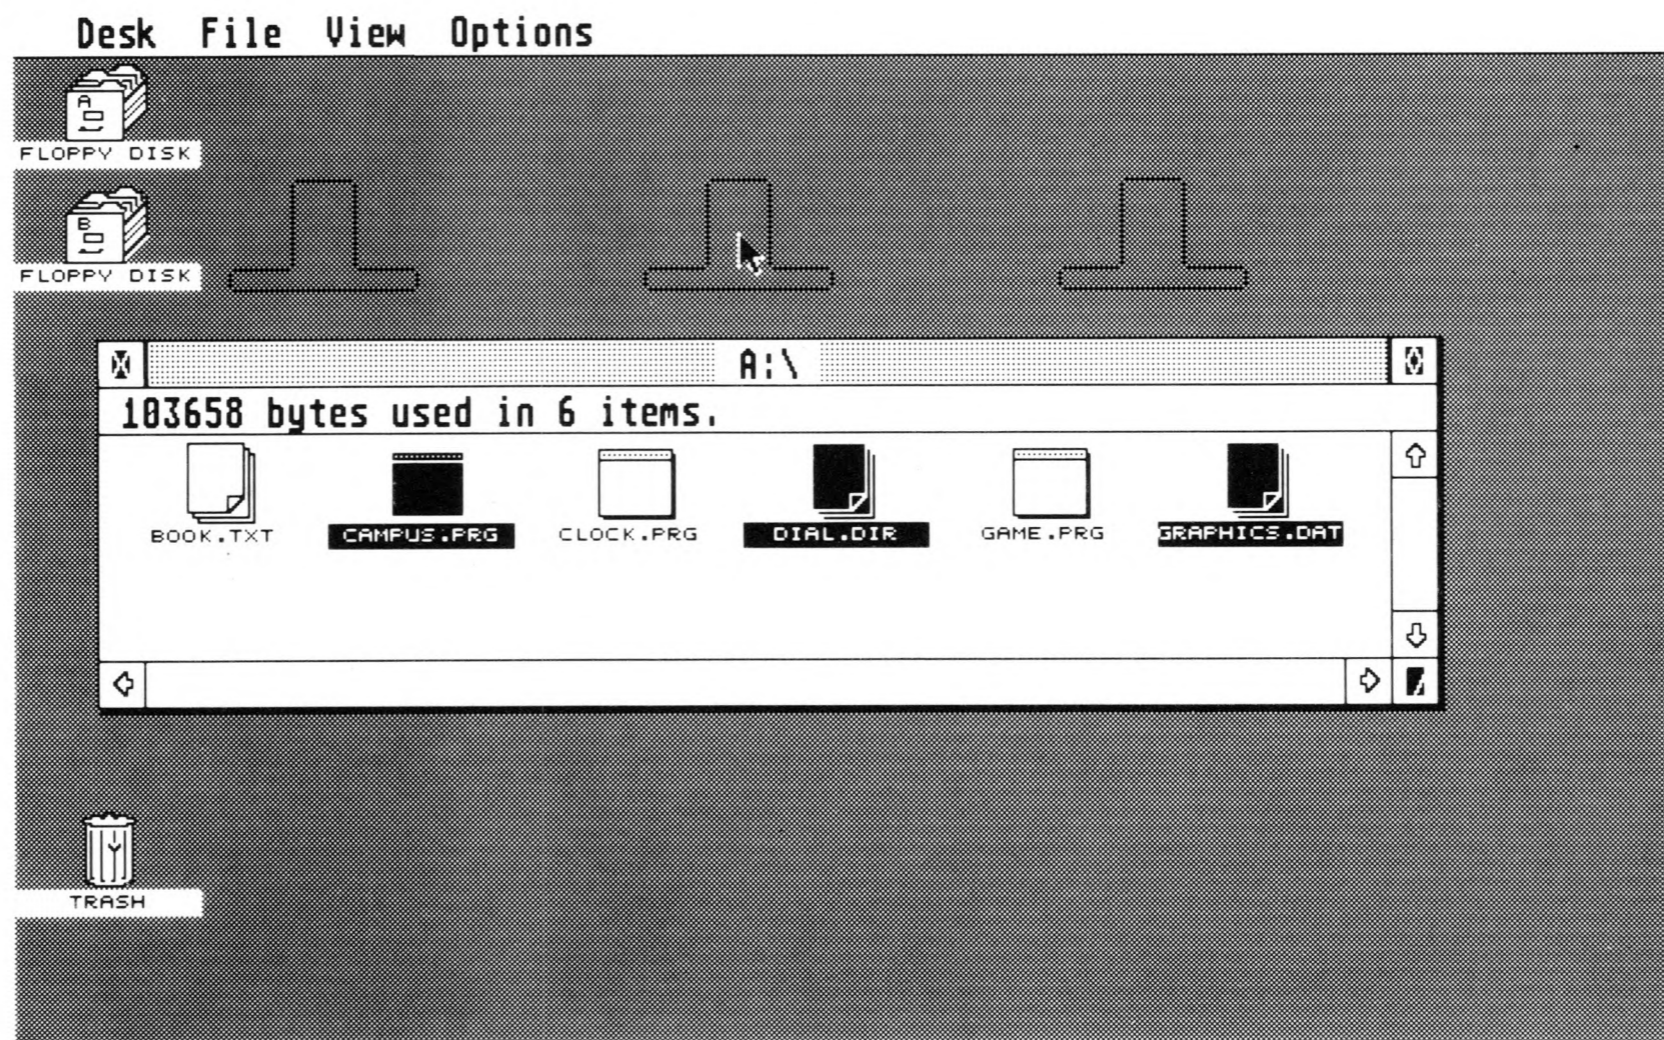 Desk File View Options
A
FLOPPY DISK
B
FLOPPY DISK
A:\
103658 bytes used in 6 items.
BOOK.TXT CAMPUS.PRG CLOCK.PRG DIAL.DIR GAME.PRG GRAPHICS.DAT
TRASH